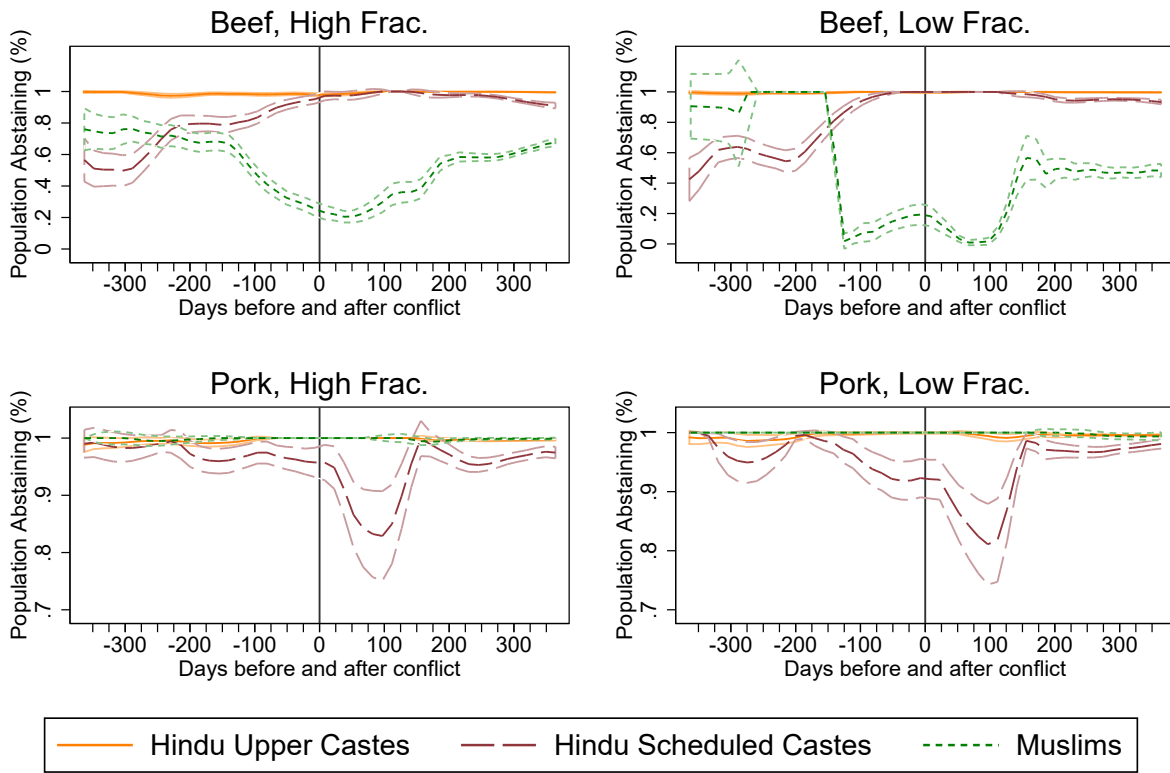 Beef, High Frac.
Population Abstaining (%)
0 .2 .4 .6 .8 1
-300 -200 -100 0 100 200 300
Days before and after conflict
Beef, Low Frac.
Population Abstaining (%)
0 .2 .4 .6 .8 1
-300 -200 -100 0 100 200 300
Days before and after conflict
Pork, High Frac.
Population Abstaining (%)
.7 .8 .9 1
-300 -200 -100 0 100 200 300
Days before and after conflict
Pork, Low Frac.
Population Abstaining (%)
.7 .8 .9 1
-300 -200 -100 0 100 200 300
Days before and after conflict
Hindu Upper Castes Hindu Scheduled Castes Muslims